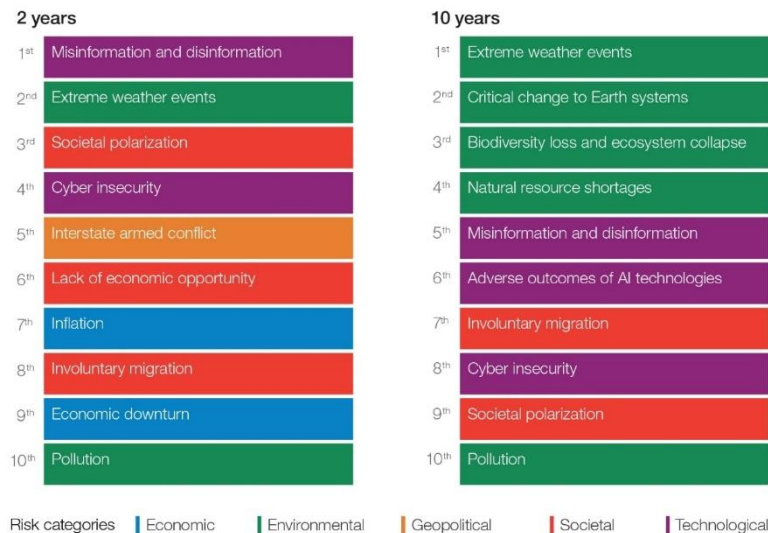 2 years
1st Misinformation and disinformation
2nd Extreme weather events
3rd Societal polarization
4th Cyber insecurity
5th Interstate armed conflict
6th Lack of economic opportunity
7th Inflation
8th Involuntary migration
9th Economic downturn
10th Pollution
10 years
1st Extreme weather events
2nd Critical change to Earth systems
3rd Biodiversity loss and ecosystem collapse
4th Natural resource shortages
5th Misinformation and disinformation
6th Adverse outcomes of AI technologies
7th Involuntary migration
8th Cyber insecurity
9th Societal polarization
10th Pollution
Risk categories Economic Environmental Geopolitical Societal Technological